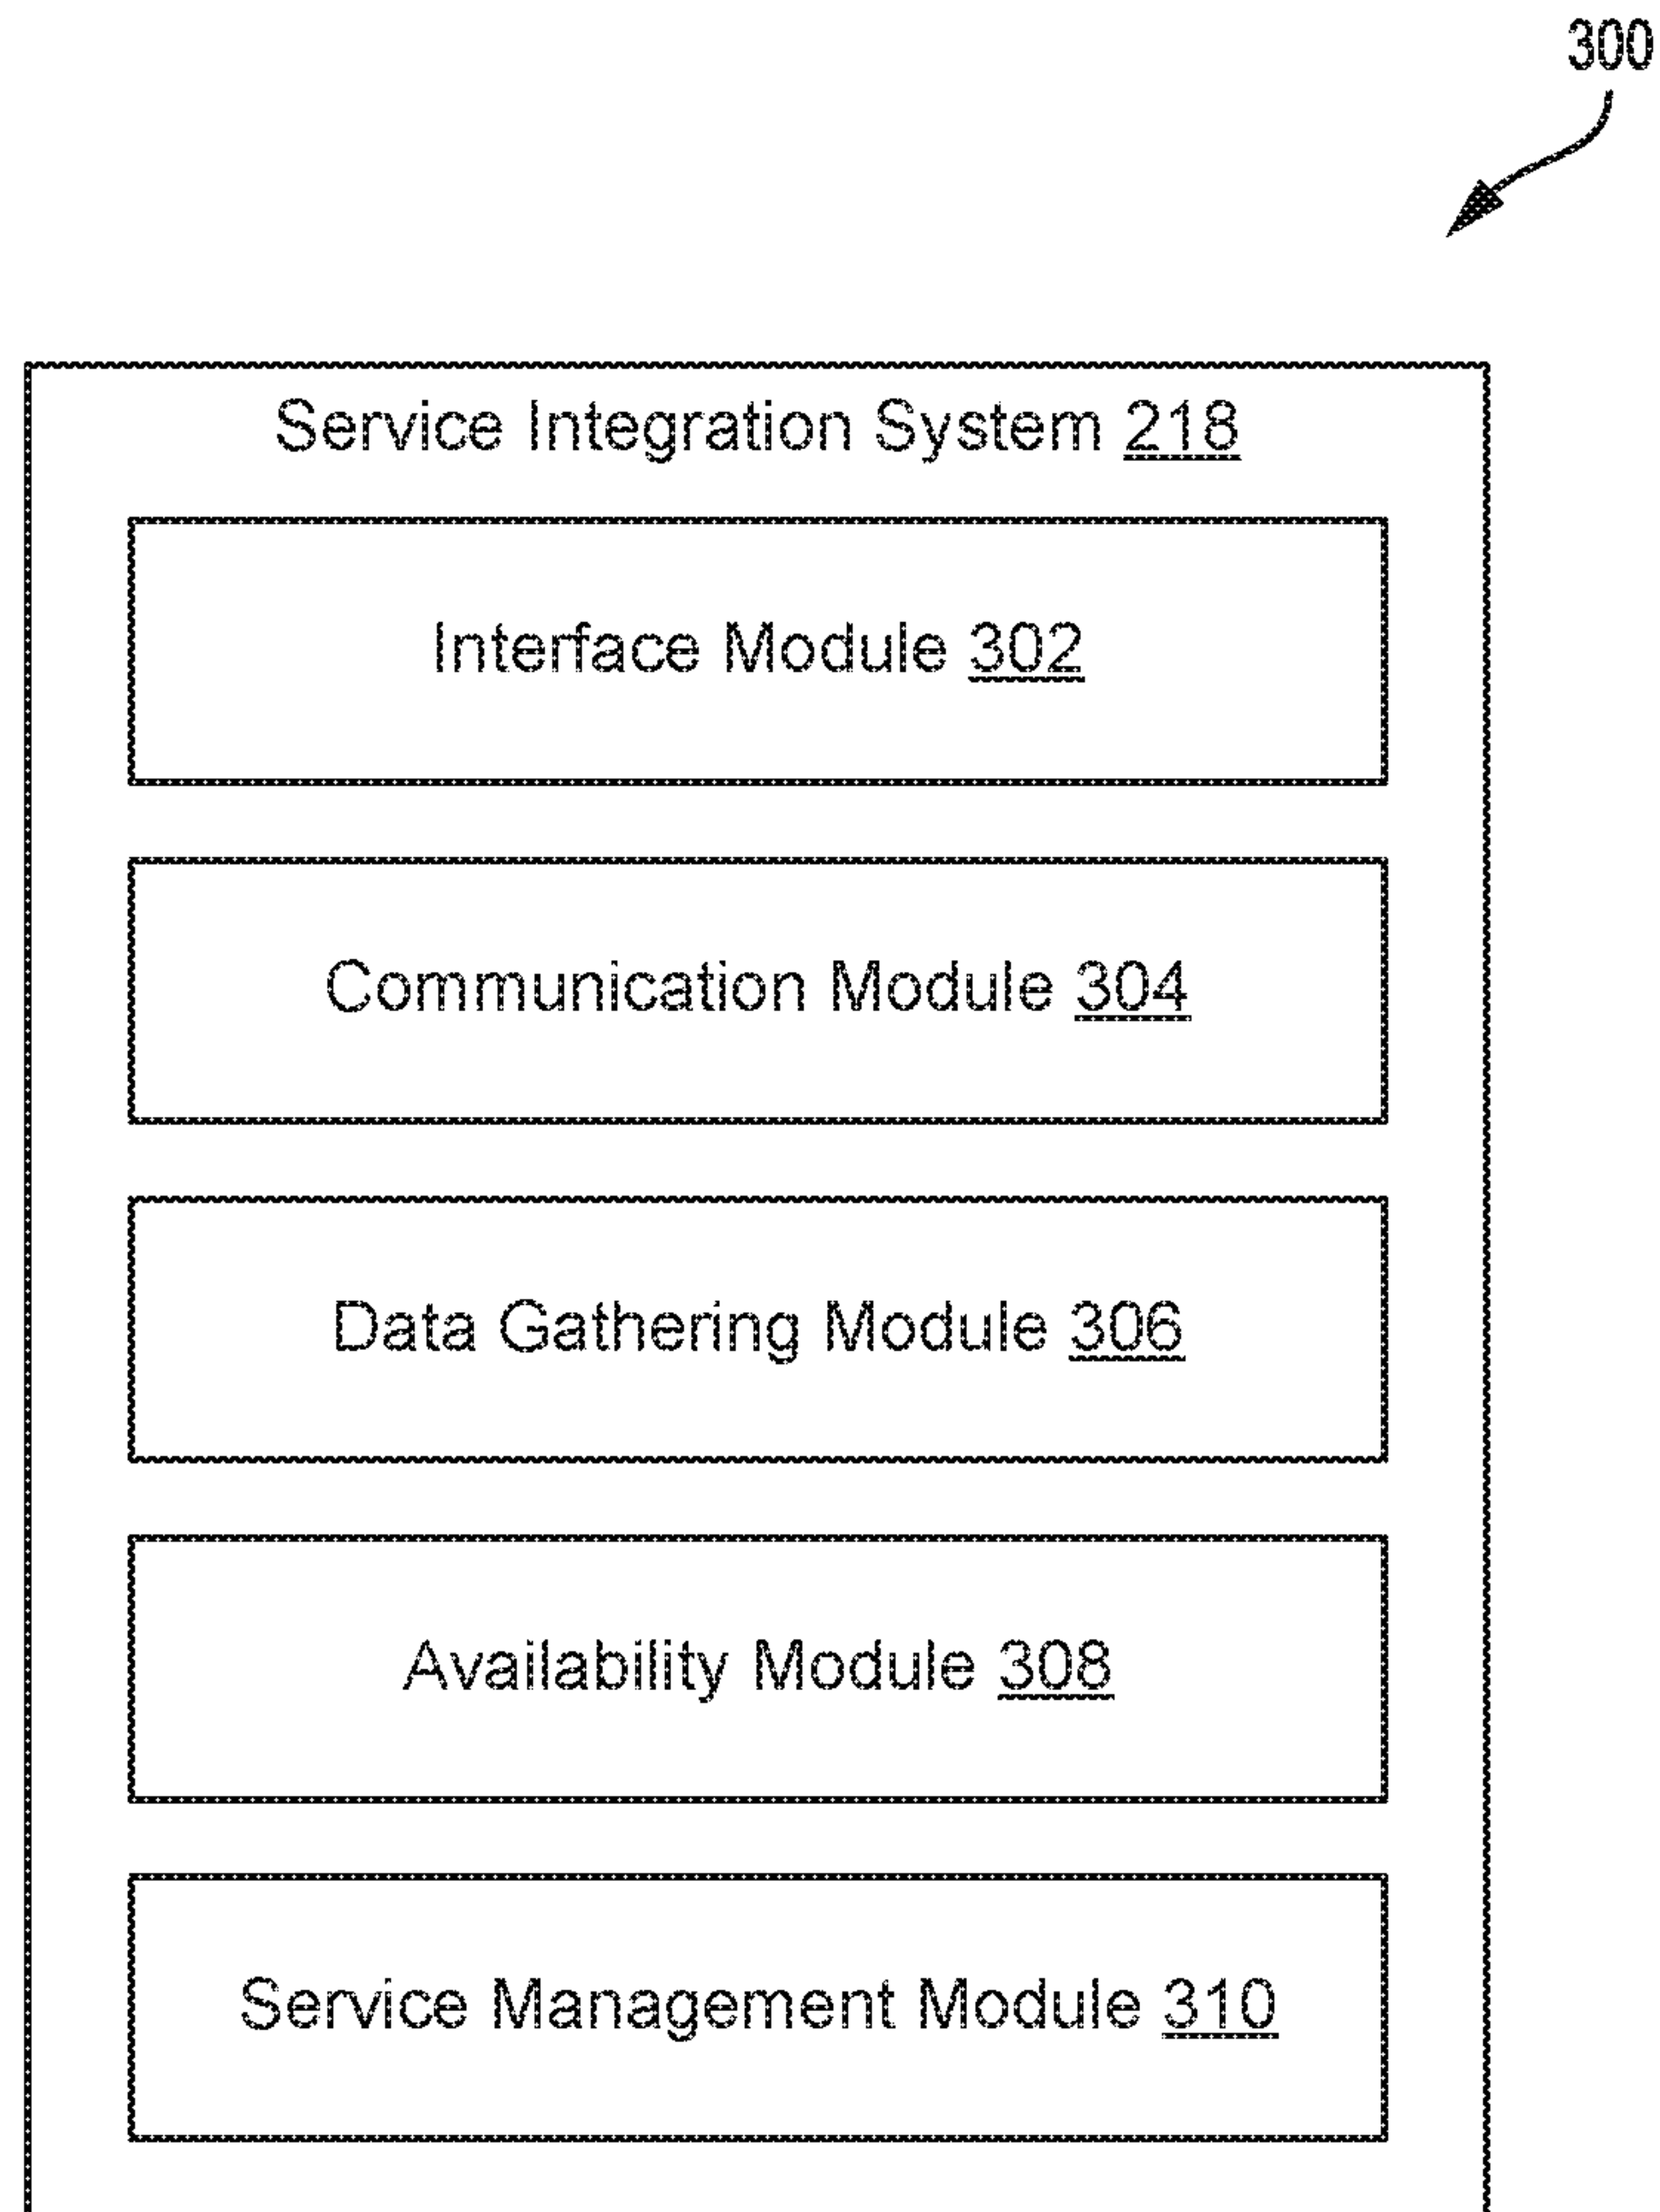 300
Service Integration System 218
Interface Module 302
Communication Module 304
Data Gathering Module 306
Availability Module 308
Service Management Module 310